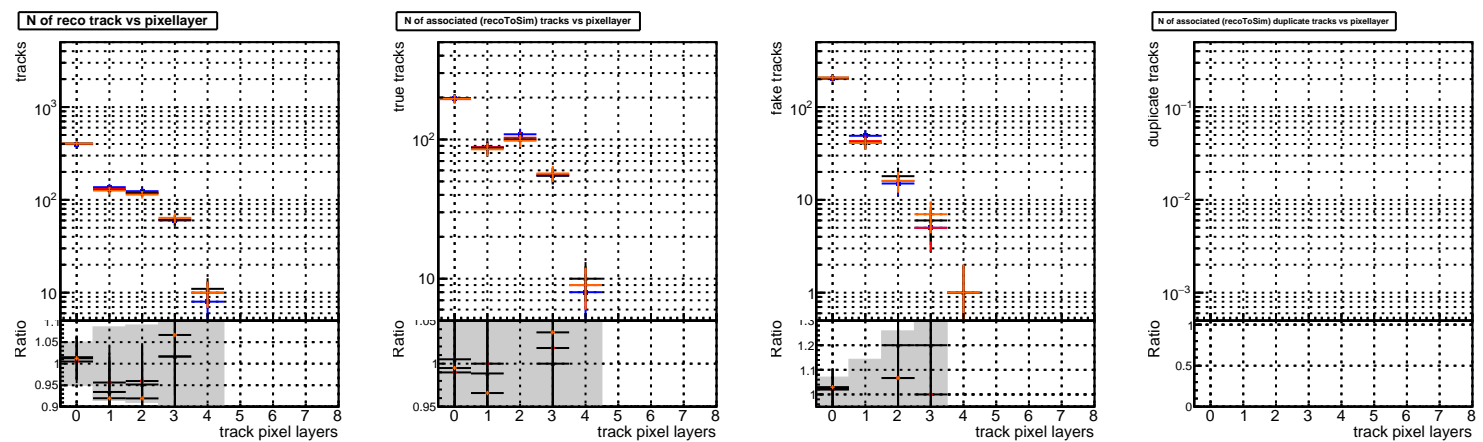 N of reco track vs pixellayer
tracks
10³
10²
10
Ratio
1.1
1.05
1
0.95
0.9
0 1 2 3 4 5 6 7 8
track pixel layers
N of associated (recoToSim) tracks vs pixellayer
true tracks
10²
10
Ratio
1.05
1
0.95
0 1 2 3 4 5 6 7 8
track pixel layers
fake tracks
10²
10
1
Ratio
1.3
1.2
1.1
1
0 1 2 3 4 5 6 7 8
track pixel layers
N of associated (recoToSim) duplicate tracks vs pixellayer
duplicate tracks
10⁻¹
10⁻²
10⁻³
Ratio
1
0.5
0
0 1 2 3 4 5 6 7 8
track pixel layers